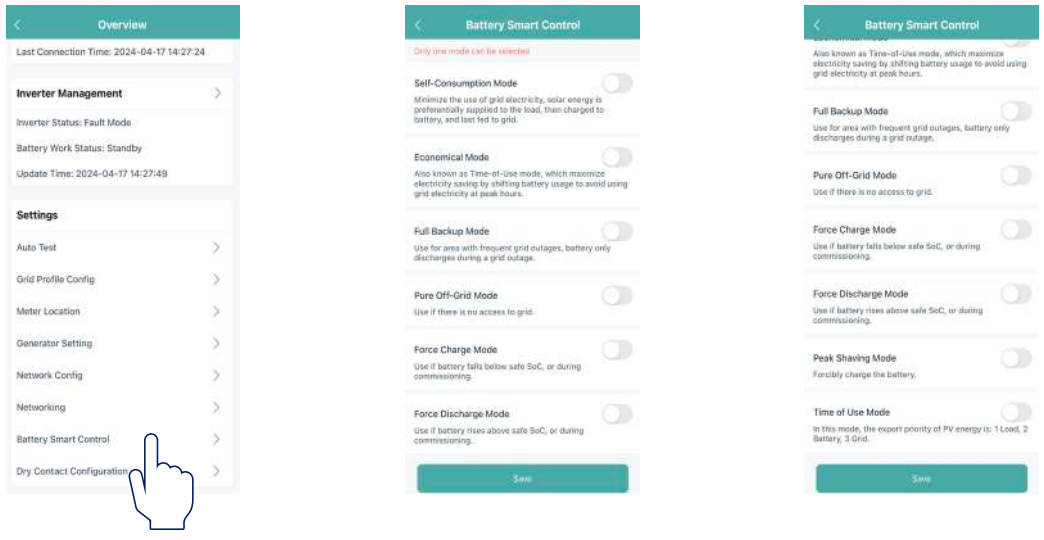 Overview
Last Connection Time: 2024-04-17 14:27:24
Inverter Management
Inverter Status: Fault Mode
Battery Work Status: Standby
Update Time: 2024-04-17 14:27:49
Settings
Auto Test
Grid Profile Config
Meter Location
Generator Setting
Network Config
Networking
Battery Smart Control
Dry Contact Configuration
Battery Smart Control
Only one mode can be selected
Self-Consumption Mode
Minimize the use of grid electricity, solar energy is
preferentially supplied to the load, then charged to
battery, and last fed to grid.
Economical Mode
Also known as Time-of-Use mode, which maximize
electricity saving by shifting battery usage to avoid using
grid electricity at peak hours.
Full Backup Mode
Use for area with frequent grid outages, battery only
discharges during a grid outage.
Pure Off-Grid Mode
Use if there is no access to grid.
Force Charge Mode
Use if battery falls below safe SoC, or during
commissioning.
Force Discharge Mode
Use if battery rises above safe SoC, or during
commissioning.
Save
Battery Smart Control
Also known as Time-of-Use mode, which maximize
electricity saving by shifting battery usage to avoid using
grid electricity at peak hours.
Full Backup Mode
Use for area with frequent grid outages, battery only
discharges during a grid outage.
Pure Off-Grid Mode
Use if there is no access to grid.
Force Charge Mode
Use if battery falls below safe SoC, or during
commissioning.
Force Discharge Mode
Use if battery rises above safe SoC, or during
commissioning.
Peak Shaving Mode
Forcibly charge the battery.
Time of Use Mode
In this mode, the export priority of PV energy is: 1 Load, 2
Battery, 3 Grid.
Save